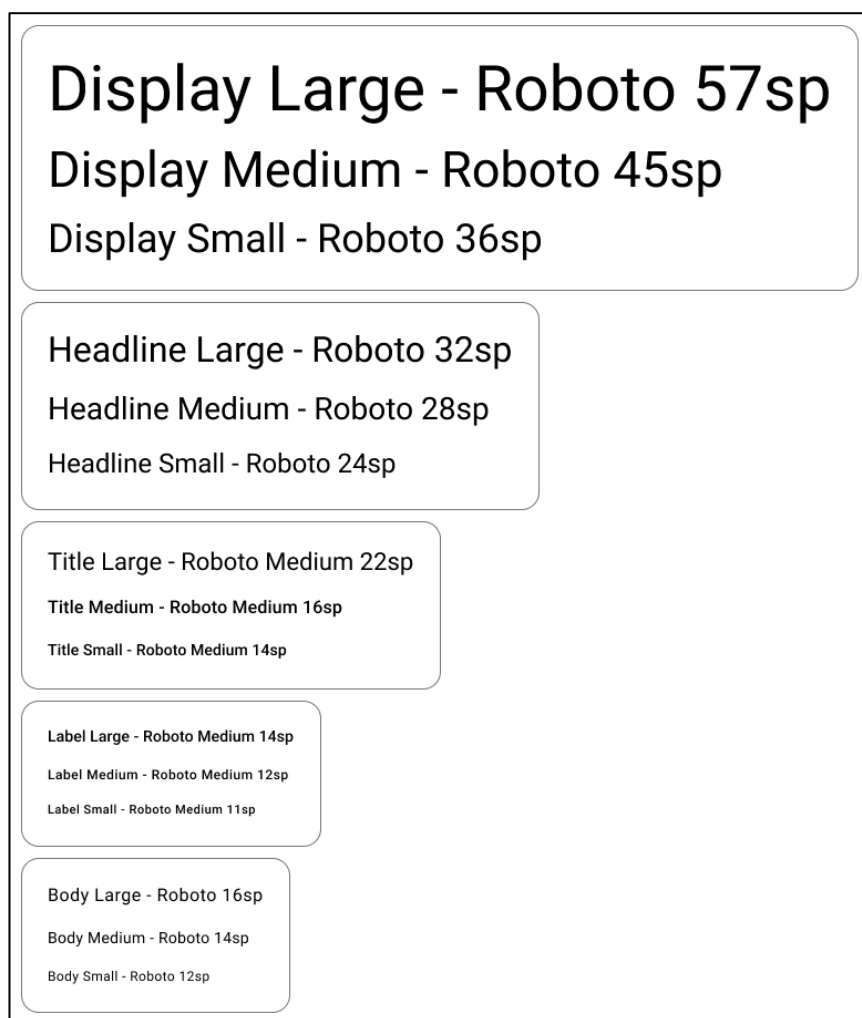 Display Large - Roboto 57sp
Display Medium - Roboto 45sp
Display Small - Roboto 36sp
Headline Large - Roboto 32sp
Headline Medium - Roboto 28sp
Headline Small - Roboto 24sp
Title Large - Roboto Medium 22sp
Title Medium - Roboto Medium 16sp
Title Small - Roboto Medium 14sp
Label Large - Roboto Medium 14sp
Label Medium - Roboto Medium 12sp
Label Small - Roboto Medium 11sp
Body Large - Roboto 16sp
Body Medium - Roboto 14sp
Body Small - Roboto 12sp